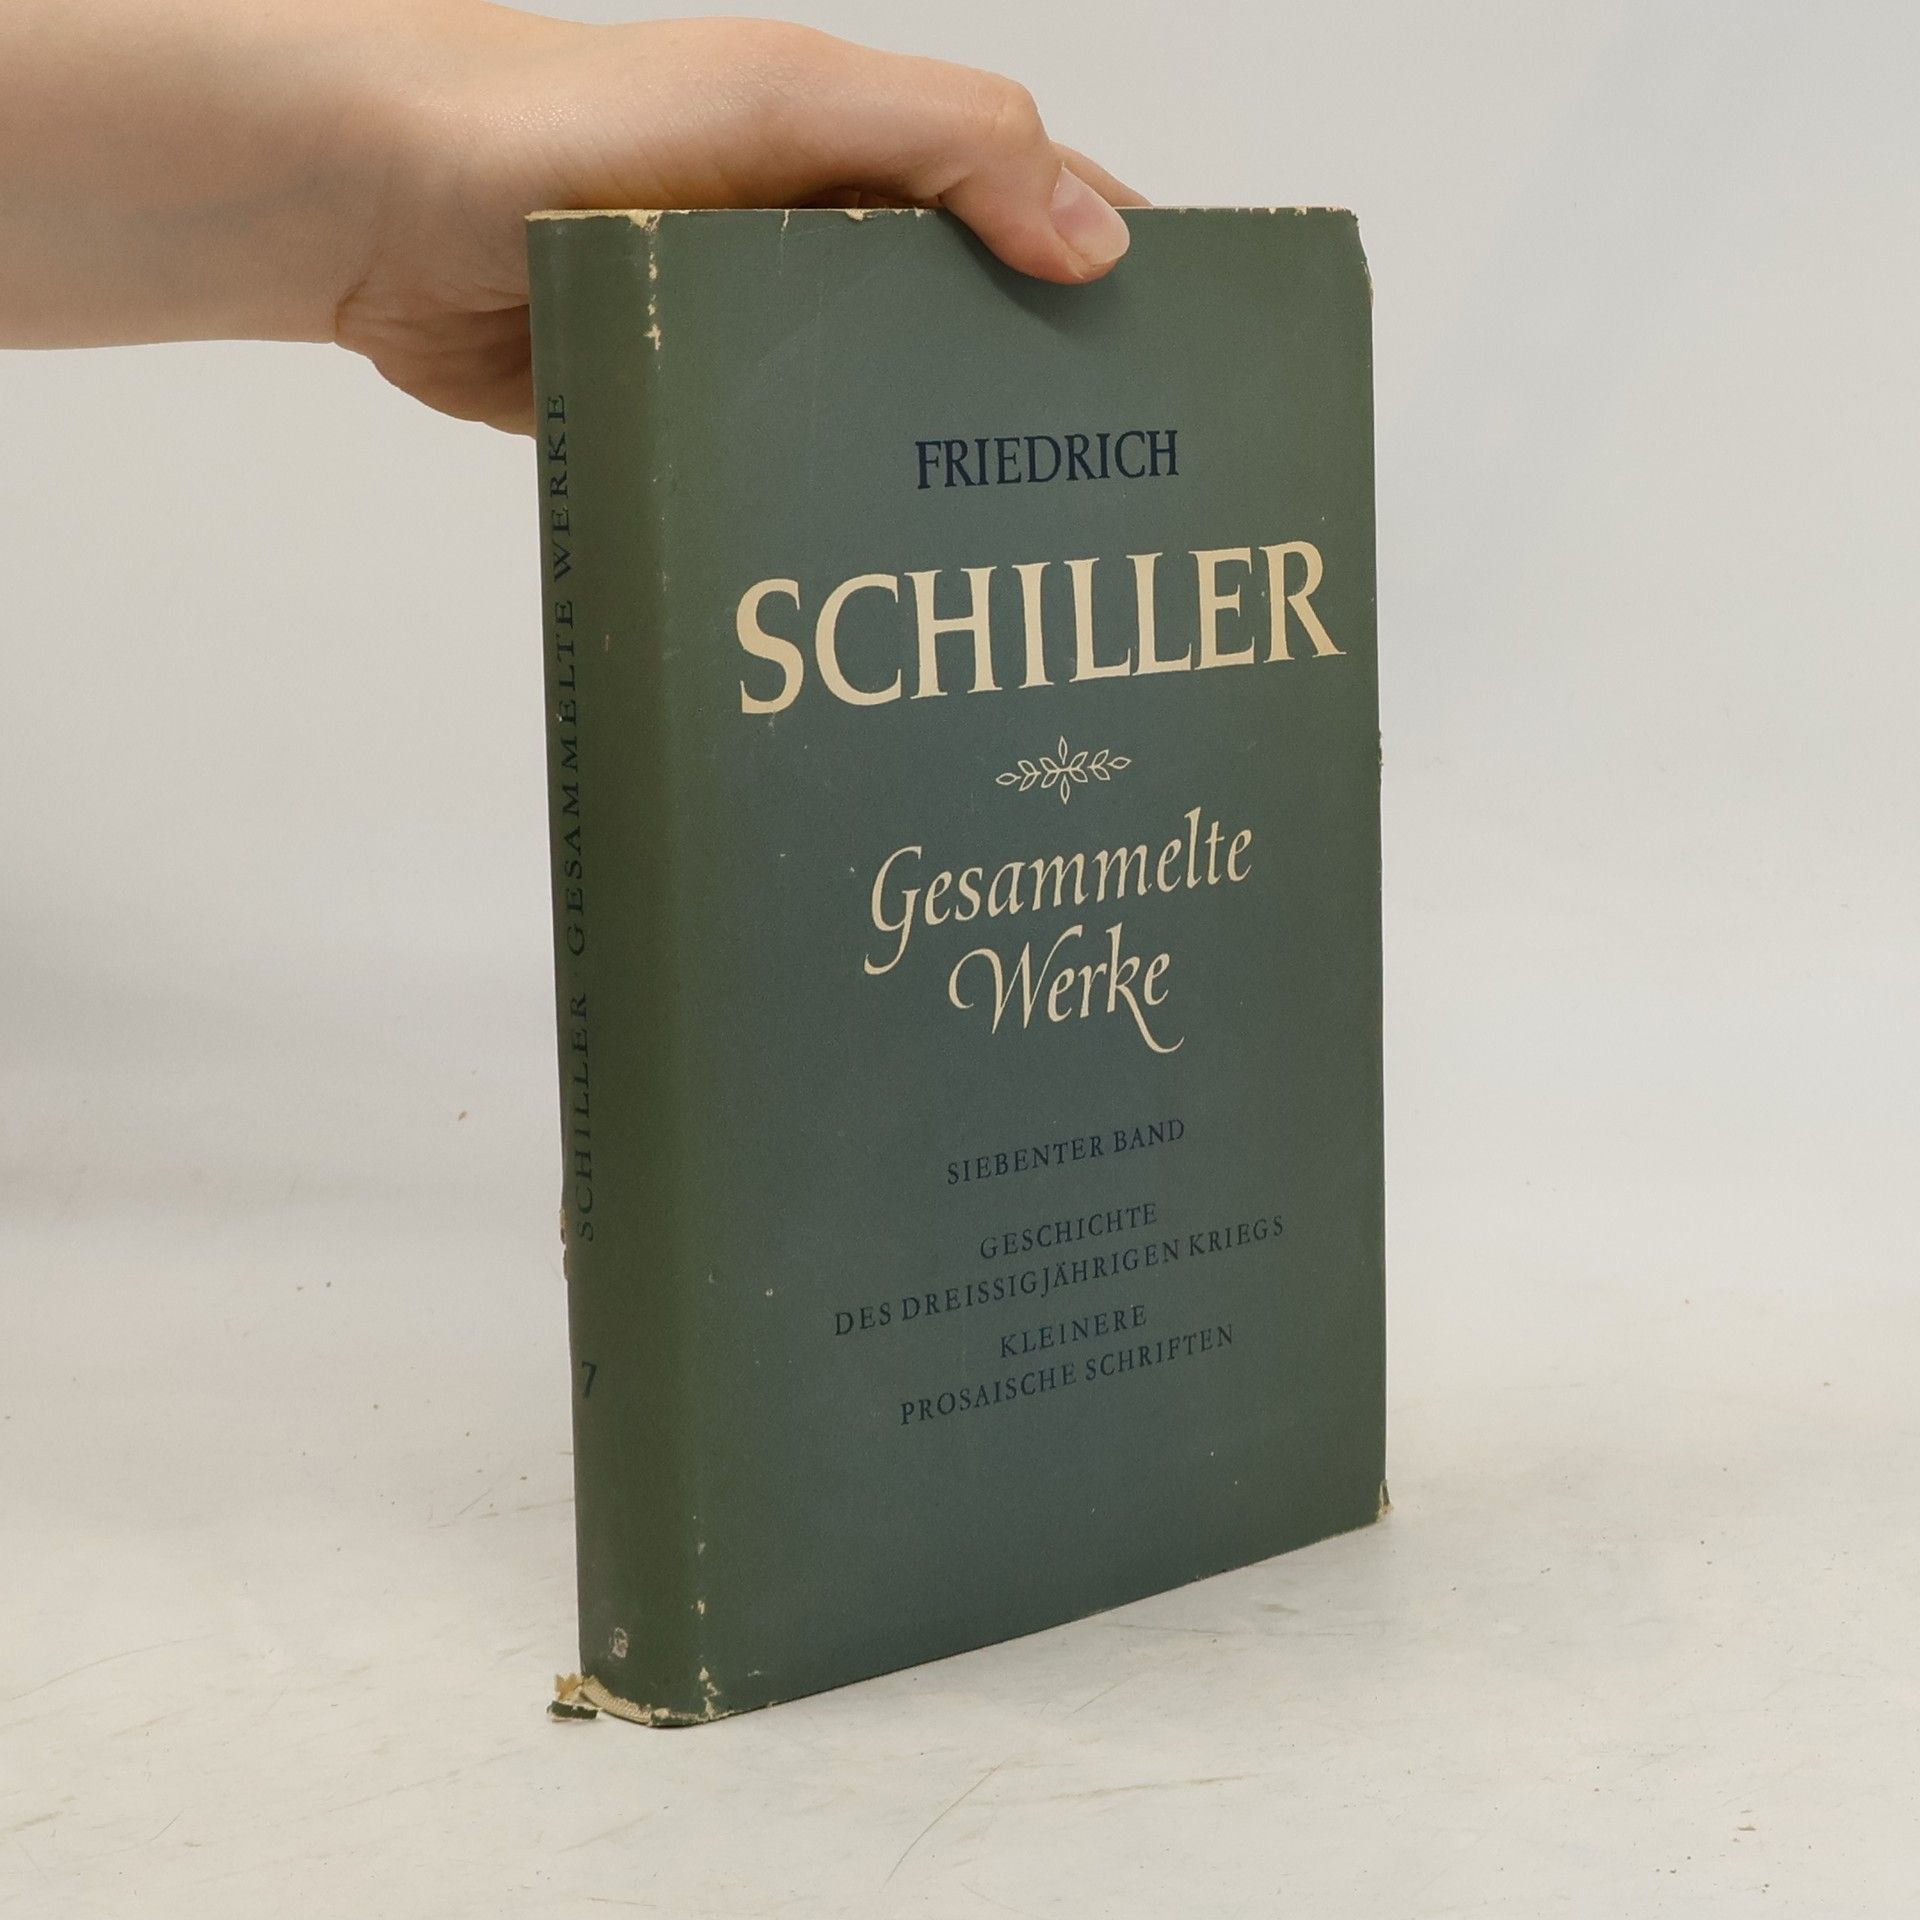 SCHILLER · GESAMMELTE WERKE
7
FRIEDRICH
SCHILLER
Gesammelte
Werke
SIEBENTER BAND
GESCHICHTE
DES DREISSIGJÄHRIGEN KRIEGS
KLEINERE
PROSAISCHE SCHRIFTEN